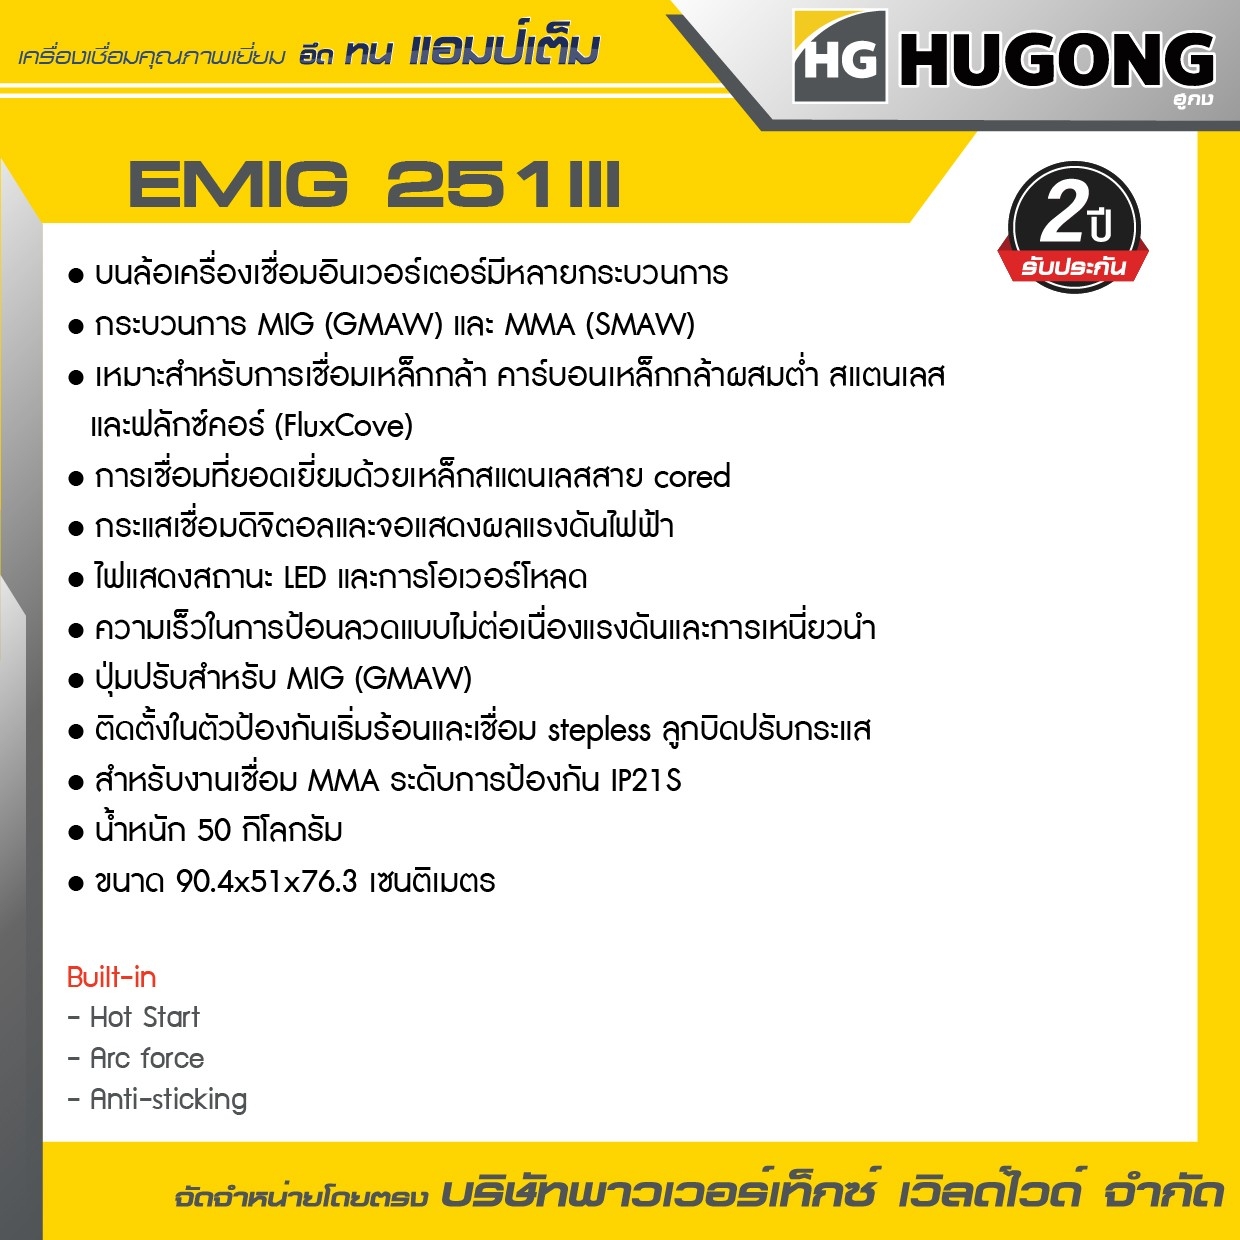 เครื่องเชื่อมคุณภาพเยี่ยม อึด ทน แอมป์เต็ม
HG HUGONG
ฮูกง
EMIG 251III
2 ปี
รับประกัน
● บนล้อเครื่องเชื่อมอินเวอร์เตอร์มีหลายกระบวนการ
● กระบวนการ MIG (GMAW) และ MMA (SMAW)
● เหมาะสำหรับการเชื่อมเหล็กกล้า คาร์บอนเหล็กกล้าผสมต่ำ สแตนเลส
และฟลักซ์คอร์ (FluxCove)
● การเชื่อมที่ยอดเยี่ยมด้วยเหล็กสแตนเลสสาย cored
● กระแสเชื่อมดิจิตอลและจอแสดงผลแรงดันไฟฟ้า
● ไฟแสดงสถานะ LED และการโอเวอร์โหลด
● ความเร็วในการป้อนลวดแบบไม่ต่อเนื่องแรงดันและการเหนี่ยวนำ
● ปุ่มปรับสำหรับ MIG (GMAW)
● ติดตั้งในตัวป้องกันเริ่มร้อนและเชื่อม stepless ลูกบิดปรับกระแส
● สำหรับงานเชื่อม MMA ระดับการป้องกัน IP21S
● น้ำหนัก 50 กิโลกรัม
● ขนาด 90.4x51x76.3 เซนติเมตร
Built-in
- Hot Start
- Arc force
- Anti-sticking
จัดจำหน่ายโดยตรง บริษัทพาวเวอร์เท็กซ์ เวิลด์ไวด์ จำกัด